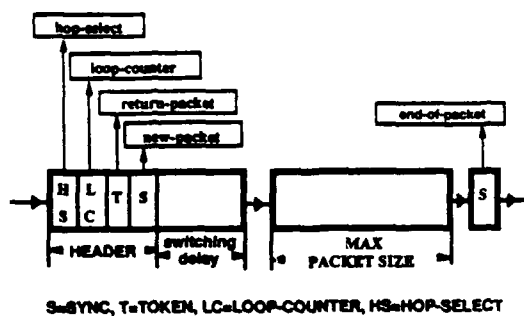 hop-select
loop-counter
return-packet
new-packet
end-of-packet
H S
L C
T
S
S
HEADER
switching delay
MAX
PACKET SIZE
S=SYNC, T=TOKEN, LC=LOOP-COUNTER, HS=HOP-SELECT